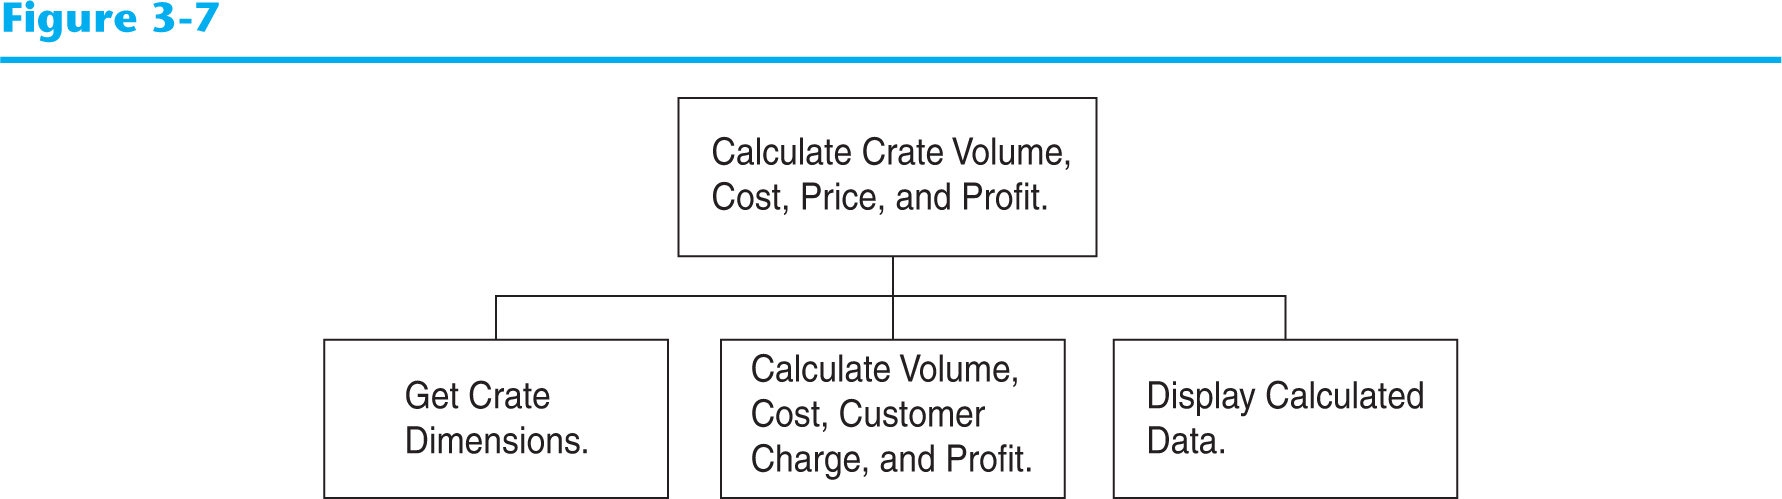 Figure 3-7
Calculate Crate Volume,
Cost, Price, and Profit.
Get Crate
Dimensions.
Calculate Volume,
Cost, Customer
Charge, and Profit.
Display Calculated
Data.